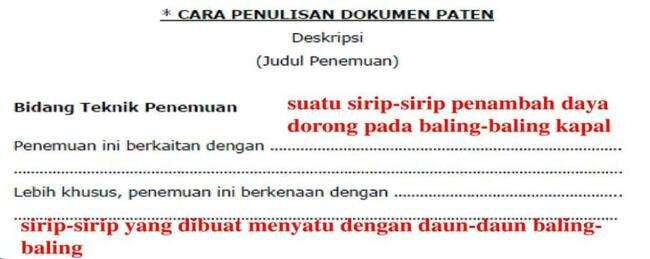 * CARA PENULISAN DOKUMEN PATEN
Deskripsi
(Judul Penemuan)
Bidang Teknik Penemuan
suatu sirip-sirip penambah daya
dorong pada baling-baling kapal
Penemuan ini berkaitan dengan ........................................................................
........................................................................................................................
Lebih khusus, penemuan ini berkenaan dengan ..............................................
........................................................................................................................
sirip-sirip yang dibuat menyatu dengan daun-daun baling-
baling